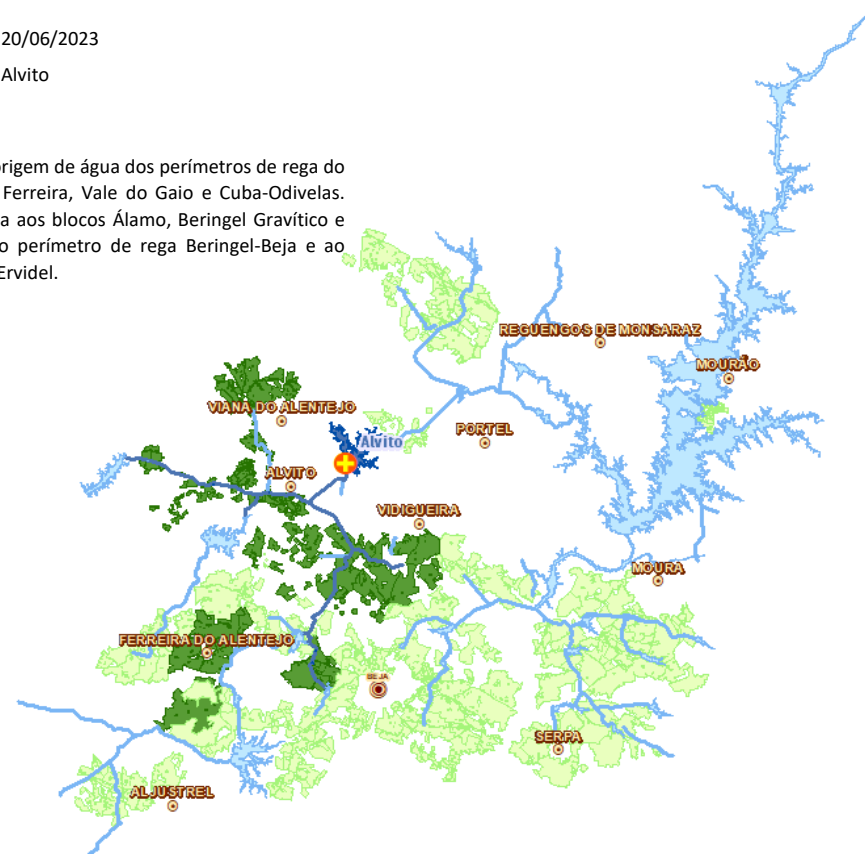 20/06/2023
Alvito
origem de água dos perímetros de rega do
Ferreira, Vale do Gaio e Cuba-Odivelas.
a aos blocos Álamo, Beringel Gravítico e
o perímetro de rega Beringel-Beja e ao
Ervidel.
REGUENGOS DE MONSARAZ
MOURÃO
VIANA DO ALENTEJO
Alvito
PORTEL
ALVITO
VIDIGUEIRA
MOURA
FERREIRA DO ALENTEJO
BEJA
SERPA
ALJUSTREL